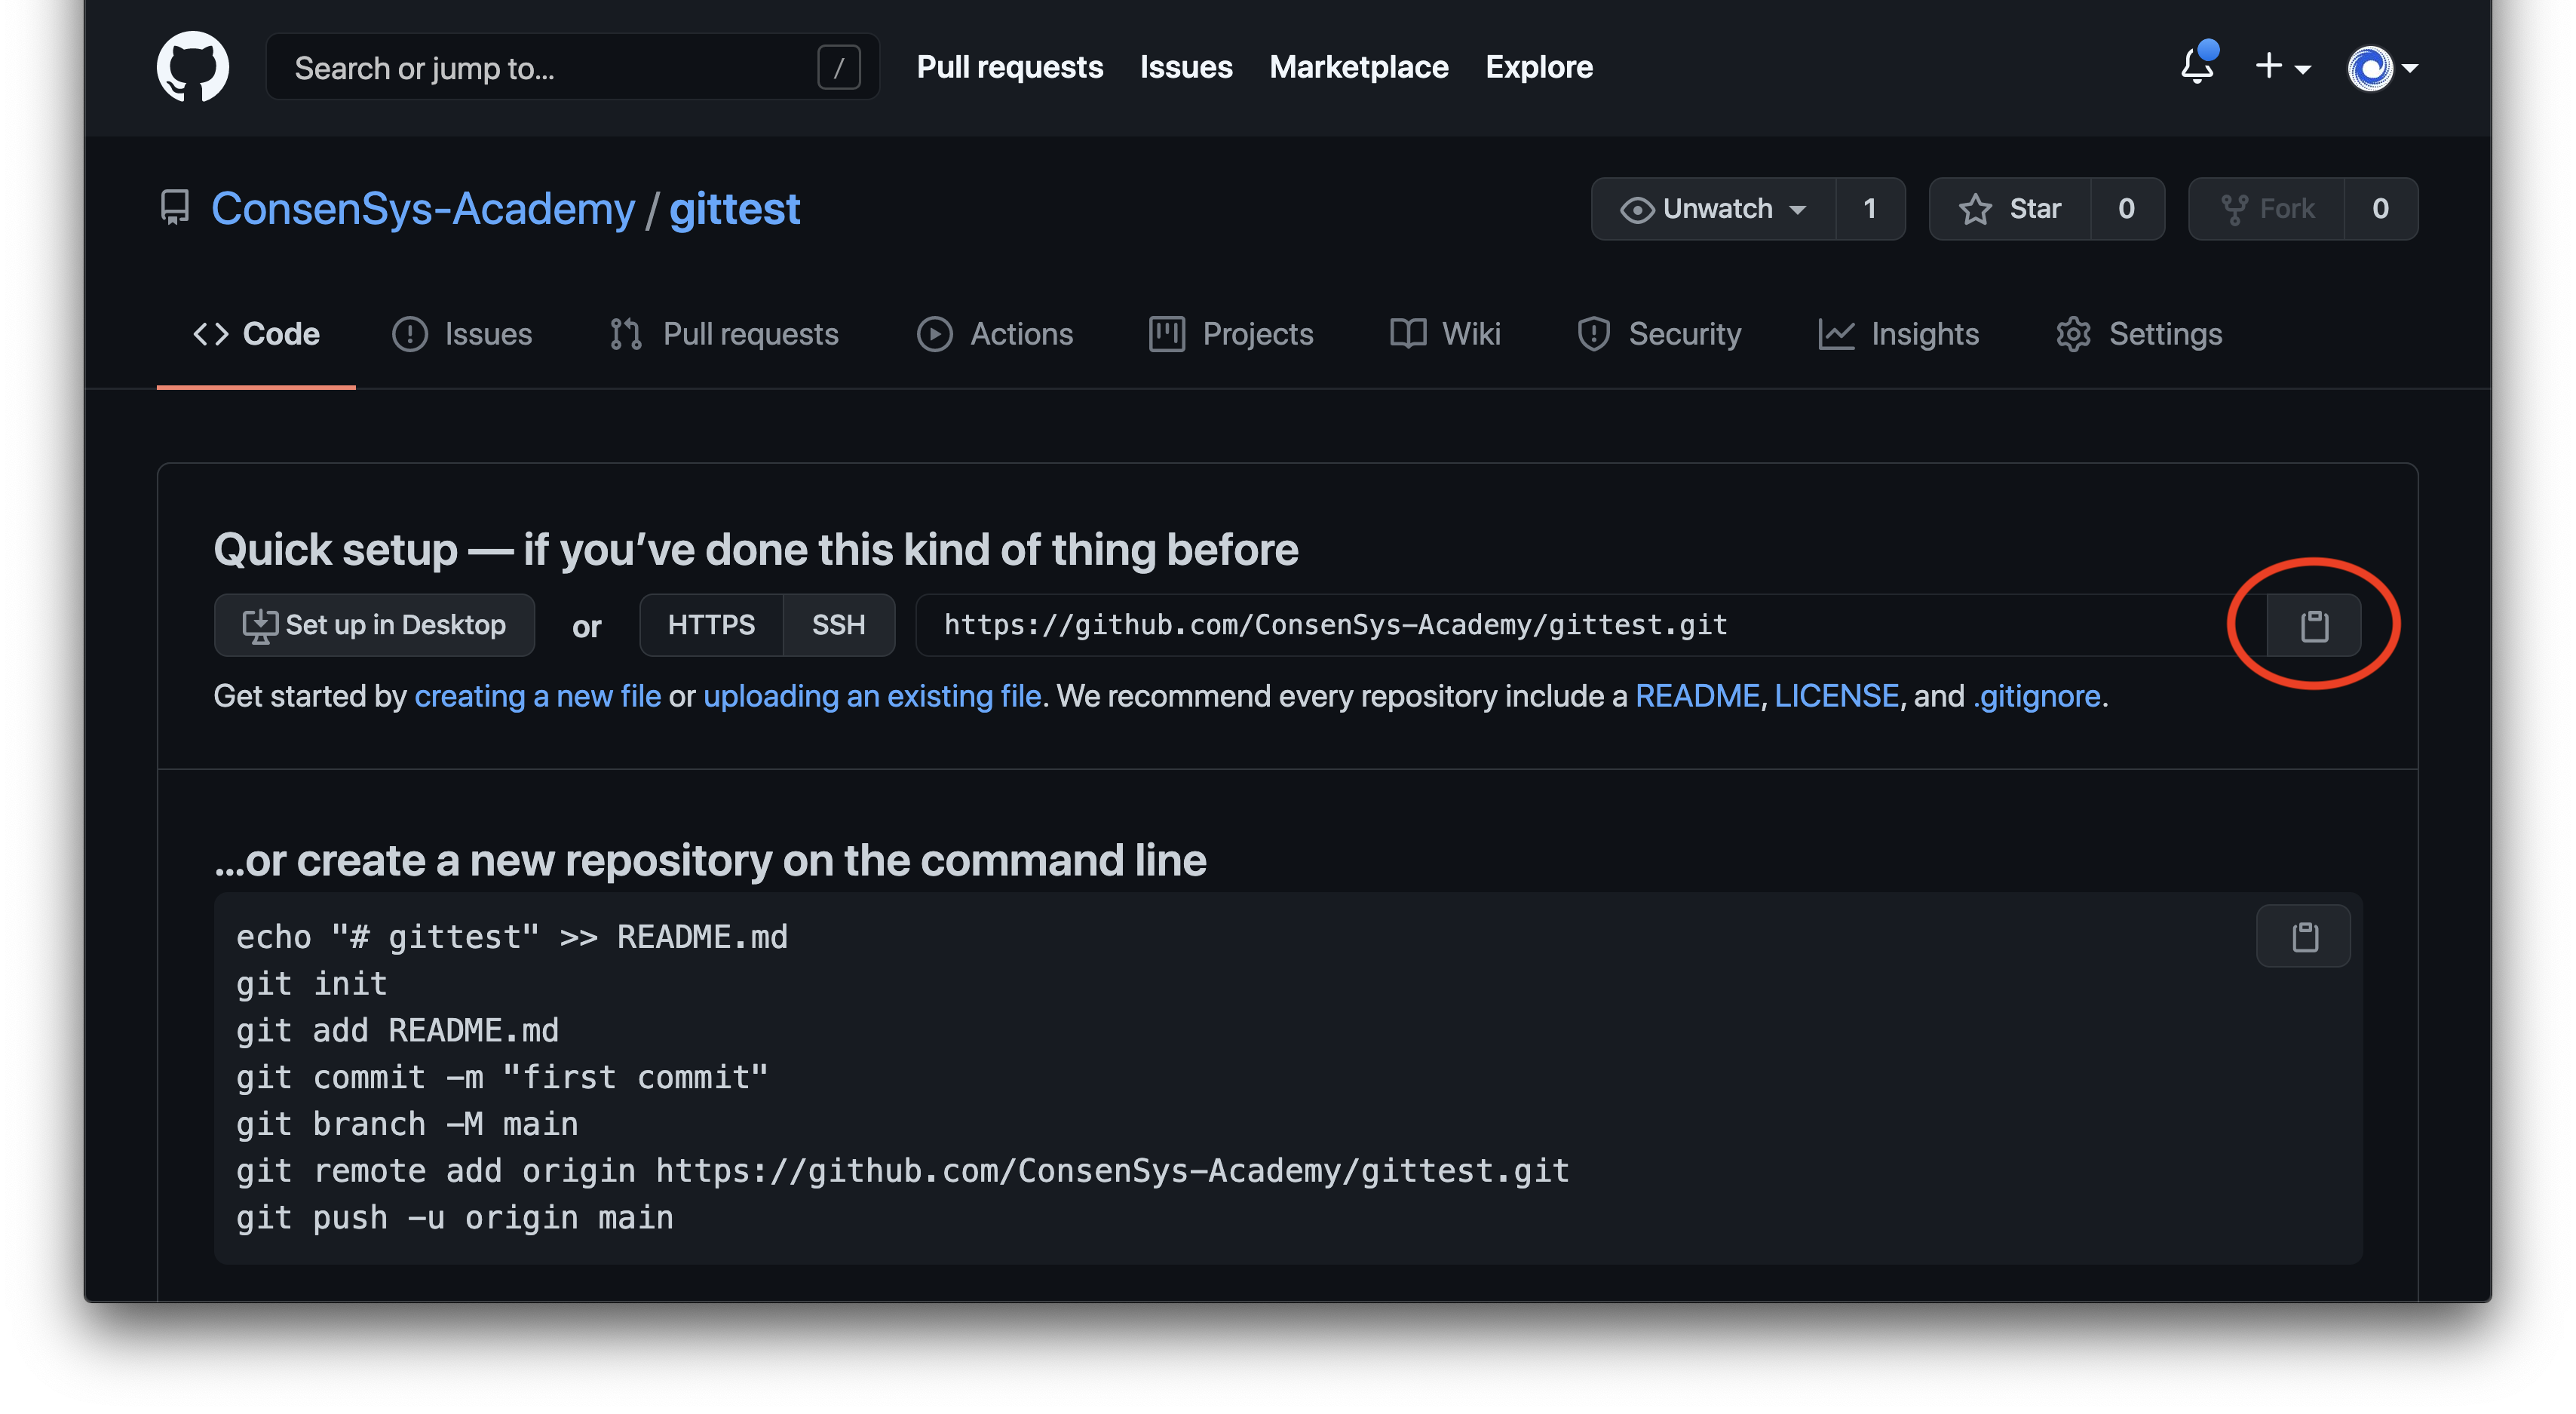 Search or jump to... / Pull requests Issues Marketplace Explore
ConsenSys-Academy / gittest Unwatch 1 Star 0 Fork 0
Code Issues Pull requests Actions Projects Wiki Security Insights Settings
Quick setup — if you’ve done this kind of thing before
Set up in Desktop or HTTPS SSH https://github.com/ConsenSys-Academy/gittest.git
Get started by creating a new file or uploading an existing file. We recommend every repository include a README, LICENSE, and .gitignore.
...or create a new repository on the command line
echo "# gittest" >> README.md
git init
git add README.md
git commit -m "first commit"
git branch -M main
git remote add origin https://github.com/ConsenSys-Academy/gittest.git
git push -u origin main